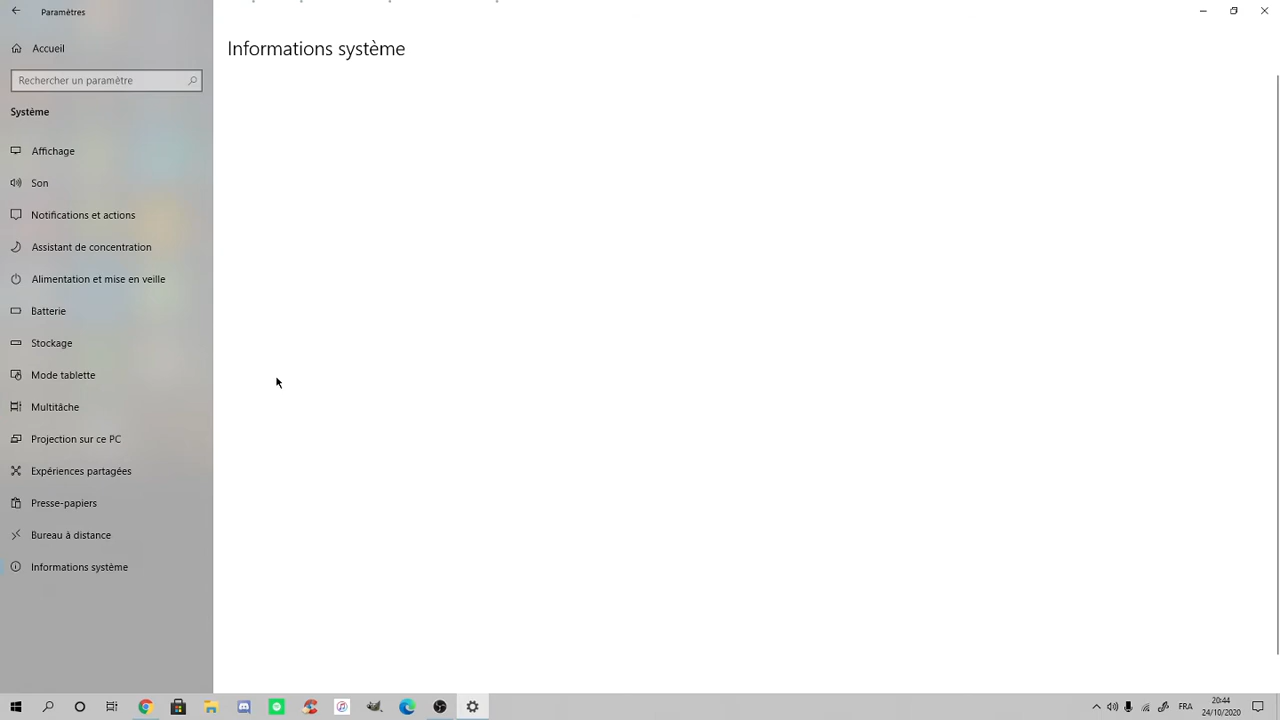 Paramètres
Accueil
Rechercher un paramètre
Système
Affichage
Son
Notifications et actions
Assistant de concentration
Alimentation et mise en veille
Batterie
Stockage
Mode tablette
Multitâche
Projection sur ce PC
Expériences partagées
Presse-papiers
Bureau à distance
Informations système
Informations système
FRA
20:44
24/10/2020